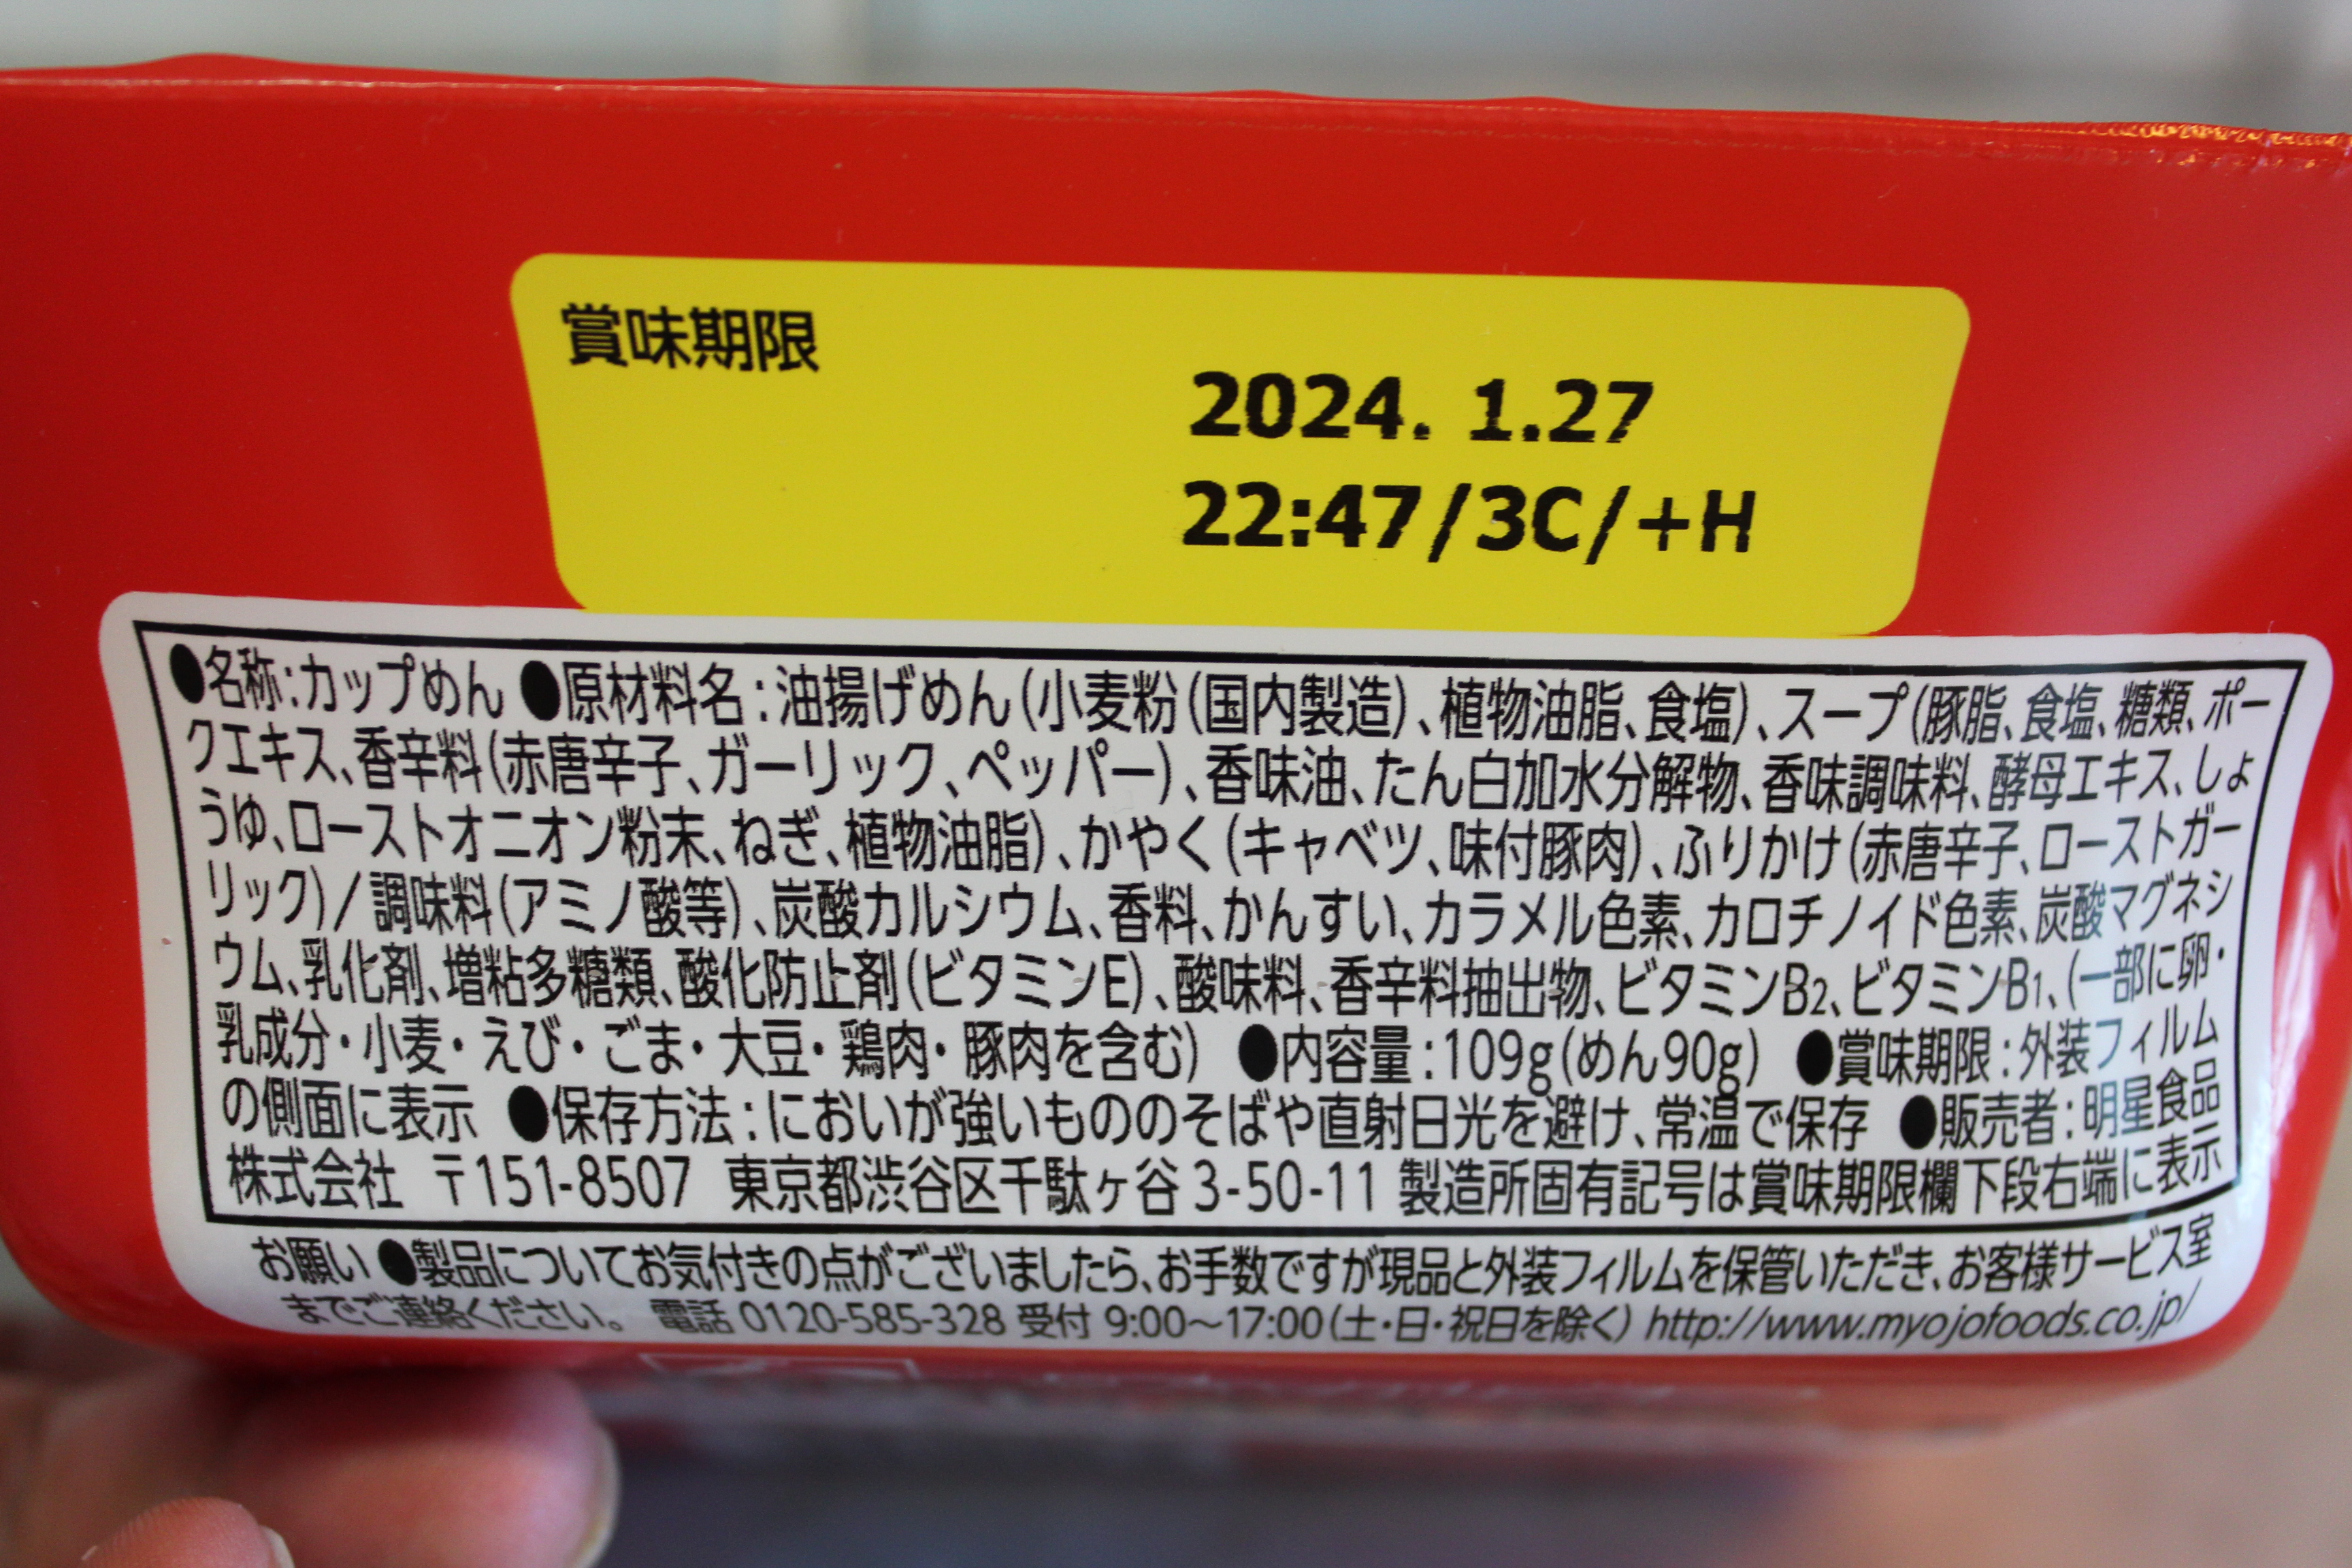 賞味期限
2024. 1.27
22:47/3C/+H
●名称:カップめん ●原材料名:油揚げめん(小麦粉(国内製造)、植物油脂、食塩)、スープ(豚脂、食塩、糖類、ポー
クエキス、香辛料(赤唐辛子、ガーリック、ペッパー)、香味油、たん白加水分解物、香味調味料、酵母エキス、しょ
うゆ、ローストオニオン粉末、ねぎ、植物油脂)、かやく(キャベツ、味付豚肉)、ふりかけ(赤唐辛子、ローストガー
リック)/調味料(アミノ酸等)、炭酸カルシウム、香料、かんすい、カラメル色素、カロチノイド色素、炭酸マグネシ
ウム、乳化剤、増粘多糖類、酸化防止剤(ビタミンE)、酸味料、香辛料抽出物、ビタミンB2、ビタミンB1、(一部に卵・
乳成分・小麦・えび・ごま・大豆・鶏肉・豚肉を含む) ●内容量:109g(めん90g) ●賞味期限:外装フィルム
の側面に表示 ●保存方法:においが強いもののそばや直射日光を避け、常温で保存 ●販売者:明星食品
株式会社 〒151-8507 東京都渋谷区千駄ヶ谷3-50-11 製造所固有記号は賞味期限欄下段右端に表示
お願い ●製品についてお気付きの点がございましたら、お手数ですが現品と外装フィルムを保管いただき、お客様サービス室
までご連絡ください。 電話 0120-585-328 受付 9:00～17:00(土・日・祝日を除く) http://www.myojofoods.co.jp/